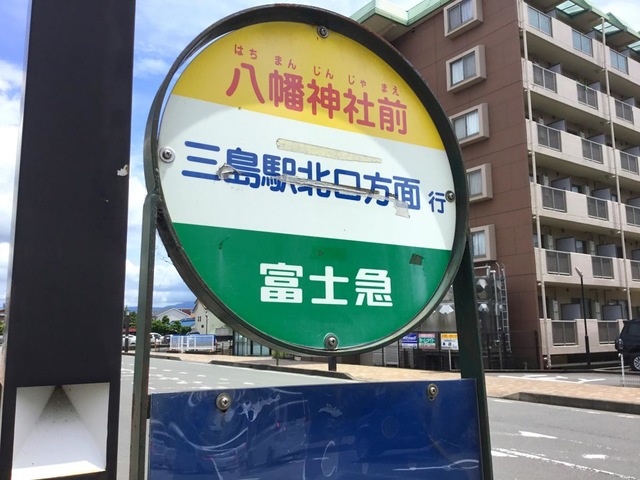 はち まん じん じゃ まえ
八幡神社前
三島駅北口方面 行
富士急